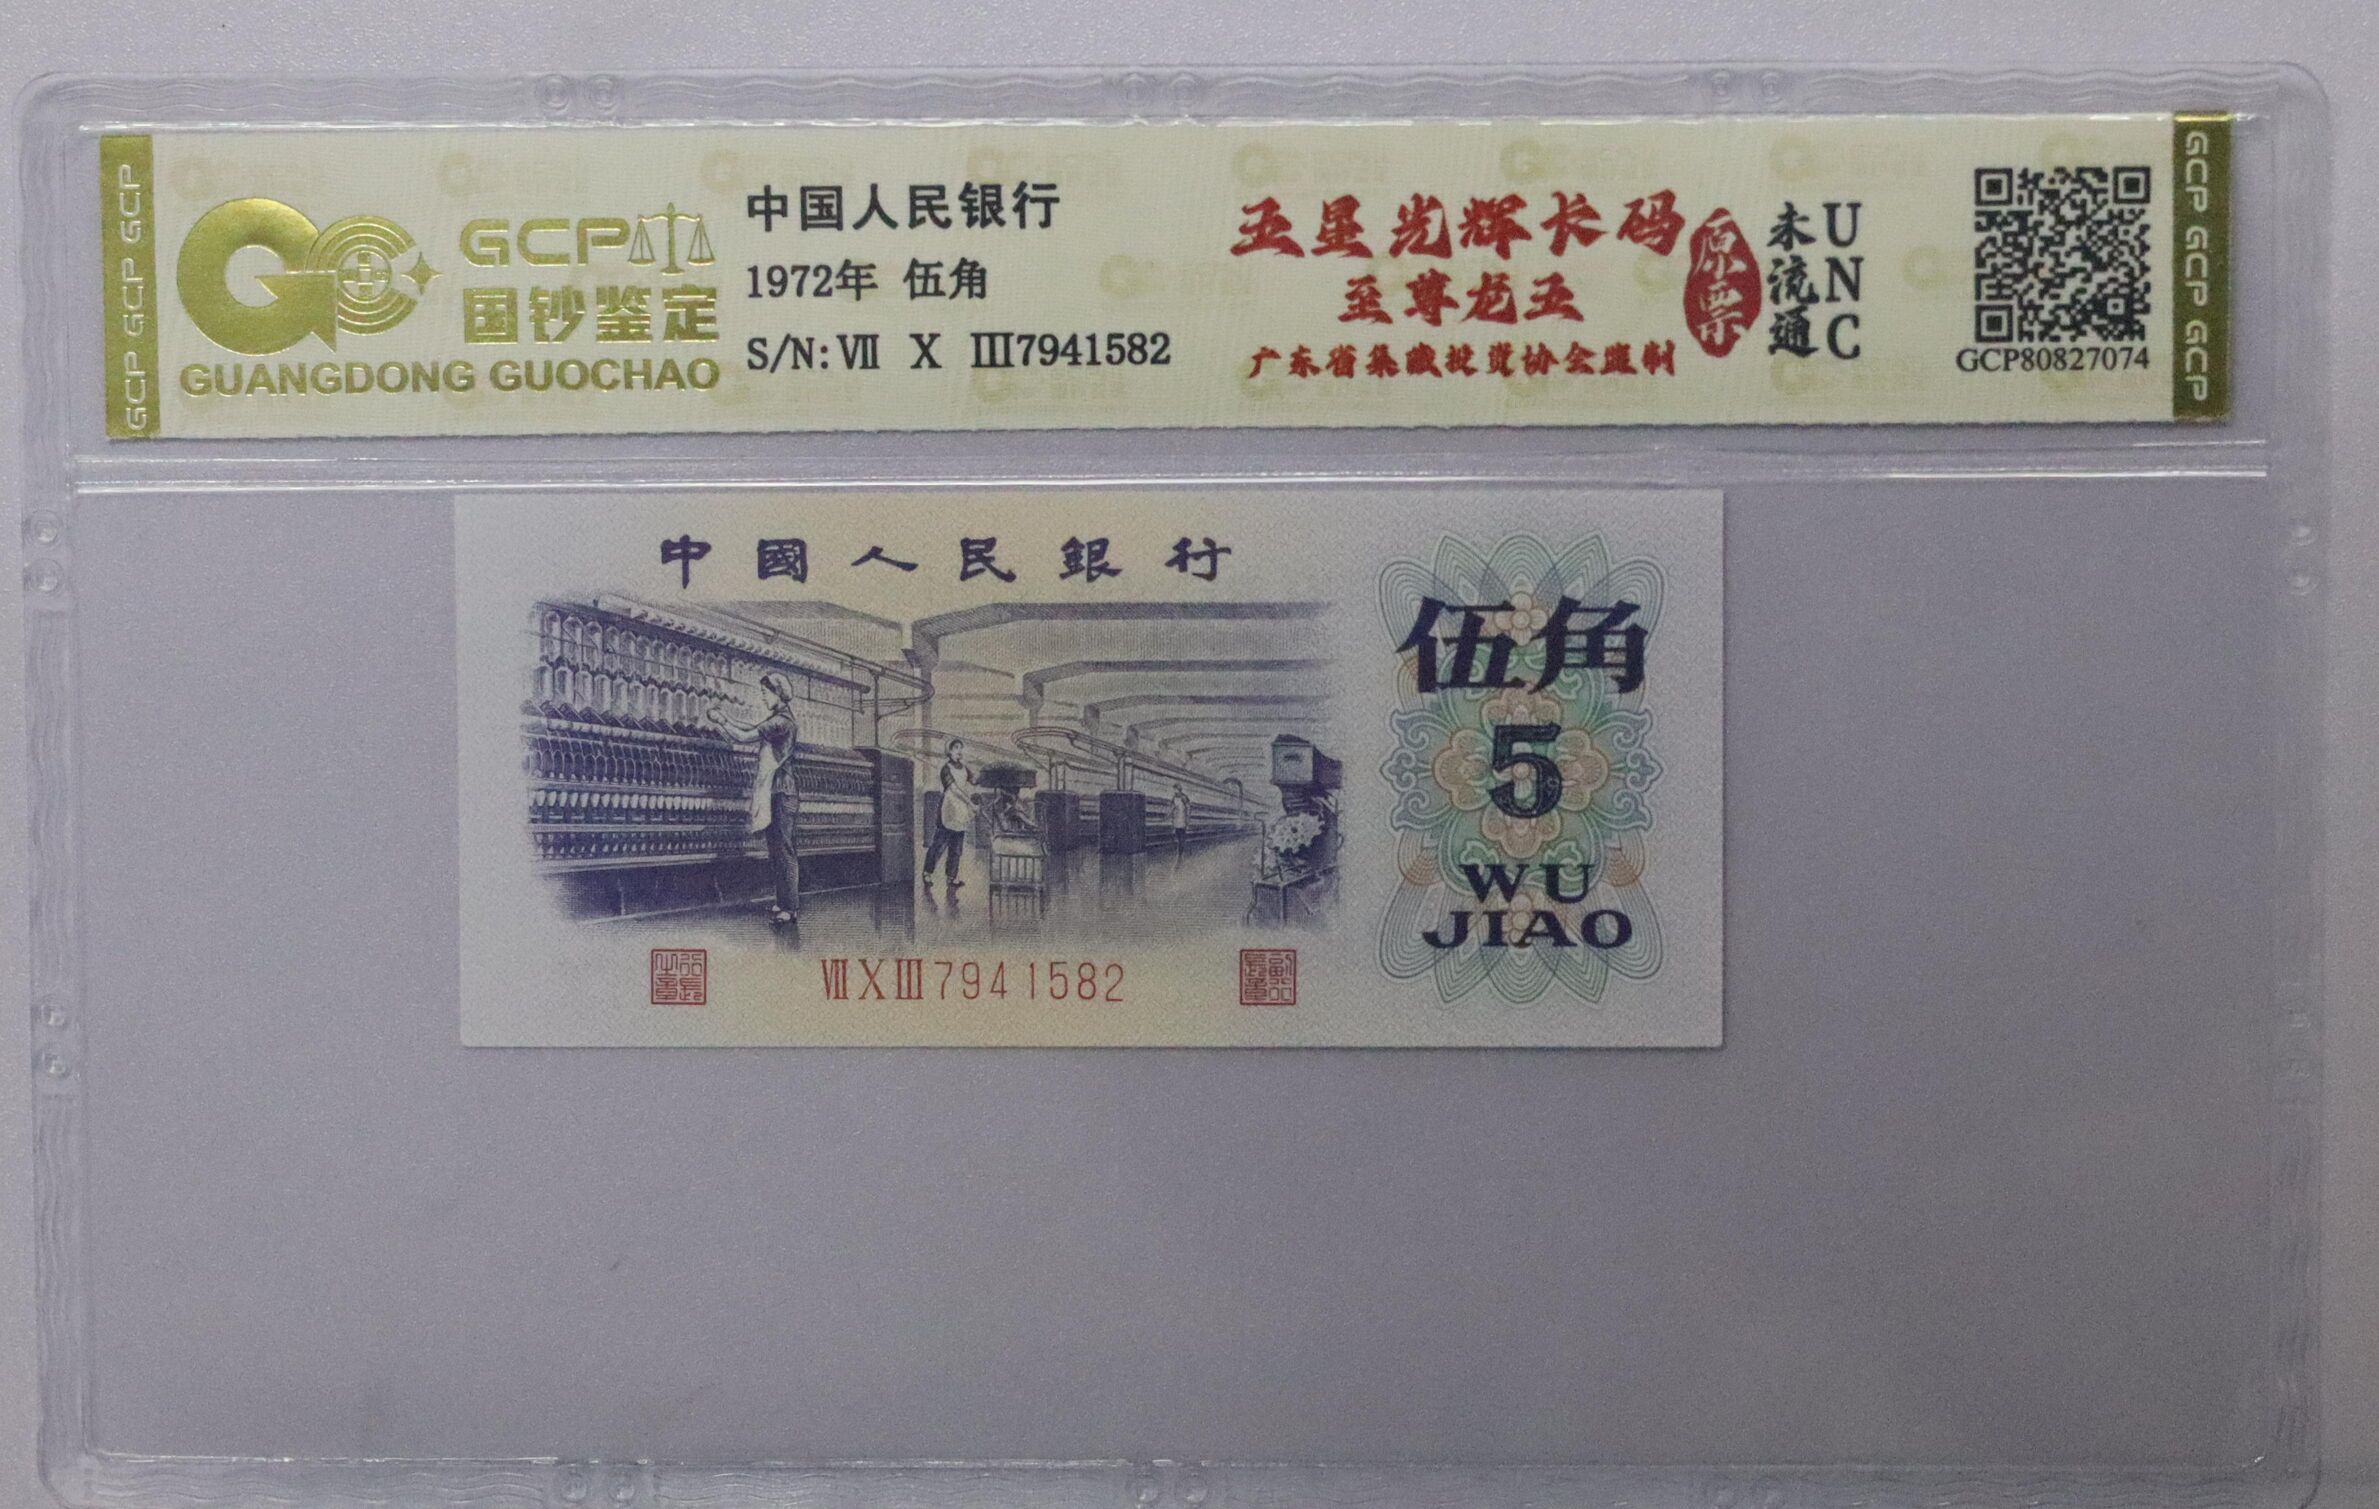 GCP GCP GCP
GCP
国钞鉴定
GUANGDONG GUOCHAO
中国人民银行
1972年 伍角
S/N: Ⅶ Ⅹ Ⅲ7941582
五星光辉长码
至尊龙五
广东省集藏投资协会监制
原票
未流通
UNC
GCP80827074
GCP GCP GCP
中國人民銀行
伍角
5
WU
JIAO
ⅦⅩⅢ7941582